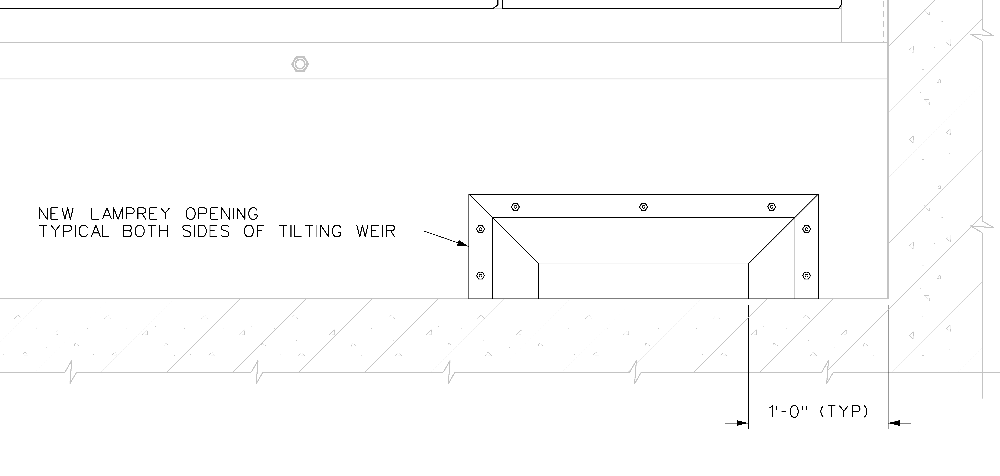 NEW LAMPREY OPENING
TYPICAL BOTH SIDES OF TILTING WEIR
1'-0" (TYP)